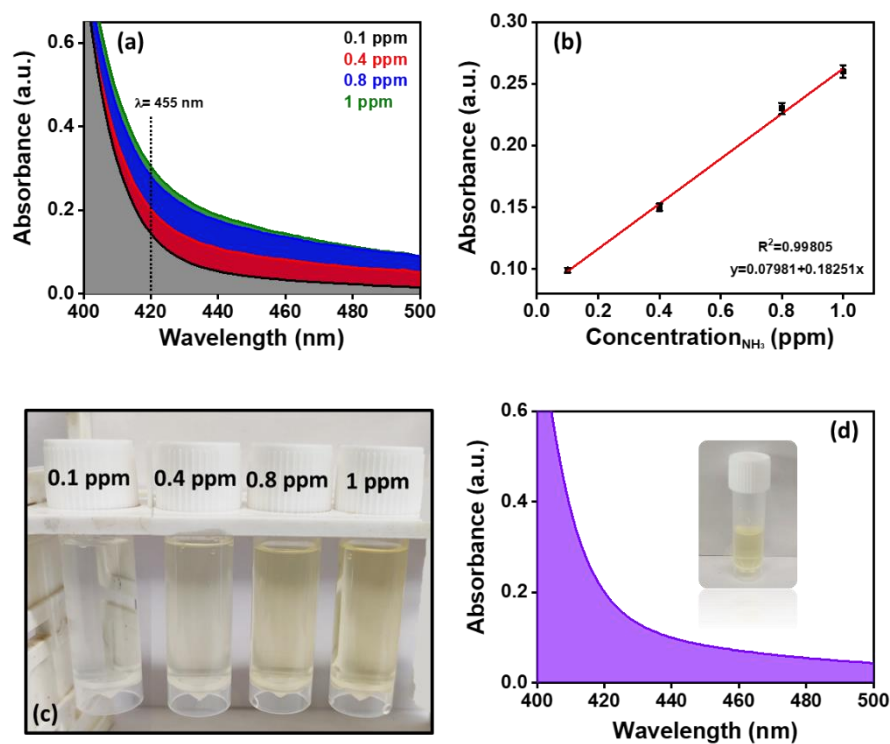 (a)
0.1 ppm
0.4 ppm
0.8 ppm
1 ppm
λ= 455 nm
0.6
0.4
0.2
0.0
Absorbance (a.u.)
400 420 440 460 480 500
Wavelength (nm)
(b)
0.30
0.25
0.20
0.15
0.10
Absorbance (a.u.)
R²=0.99805
y=0.07981+0.18251x
0.0 0.2 0.4 0.6 0.8 1.0
Concentration NH₃ (ppm)
0.1 ppm 0.4 ppm 0.8 ppm 1 ppm
(c)
(d)
0.6
0.4
0.2
0.0
Absorbance (a.u.)
400 420 440 460 480 500
Wavelength (nm)